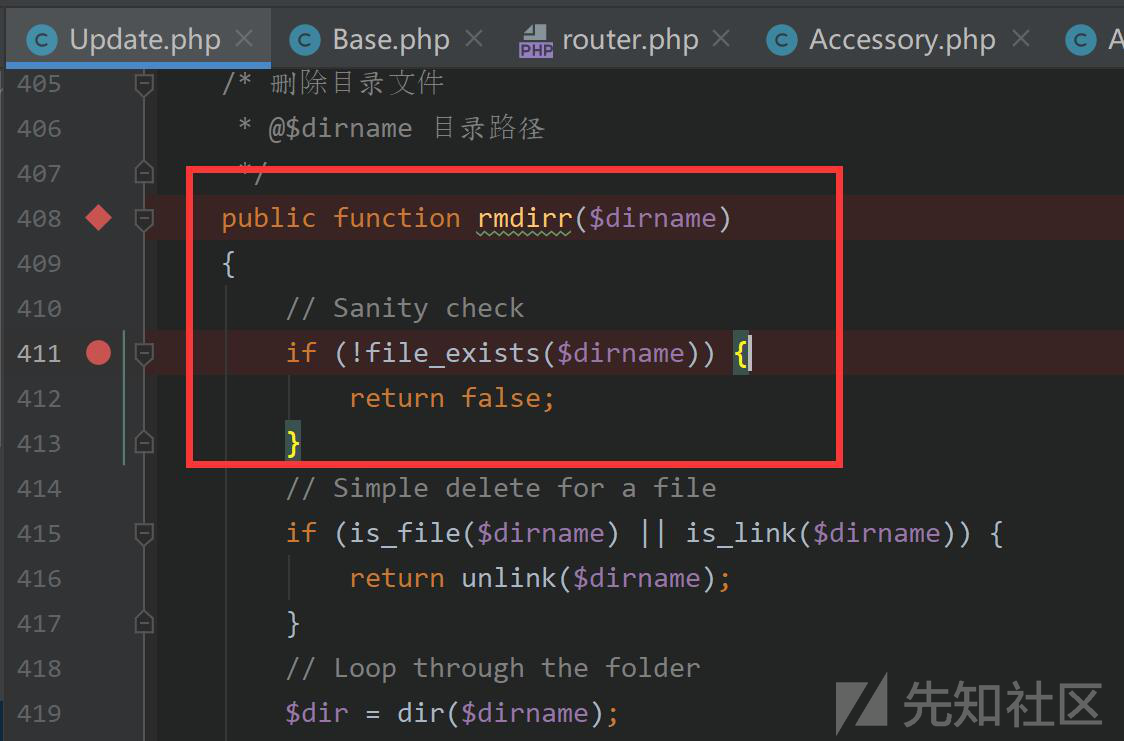 Update.php Base.php router.php Accessory.php A
405 /* 删除目录文件
406 * @$dirname 目录路径
407 */
408 public function rmdirr($dirname)
409 {
410 // Sanity check
411 if (!file_exists($dirname)) {
412 return false;
413 }
414 // Simple delete for a file
415 if (is_file($dirname) || is_link($dirname)) {
416 return unlink($dirname);
417 }
418 // Loop through the folder
419 $dir = dir($dirname);
先知社区